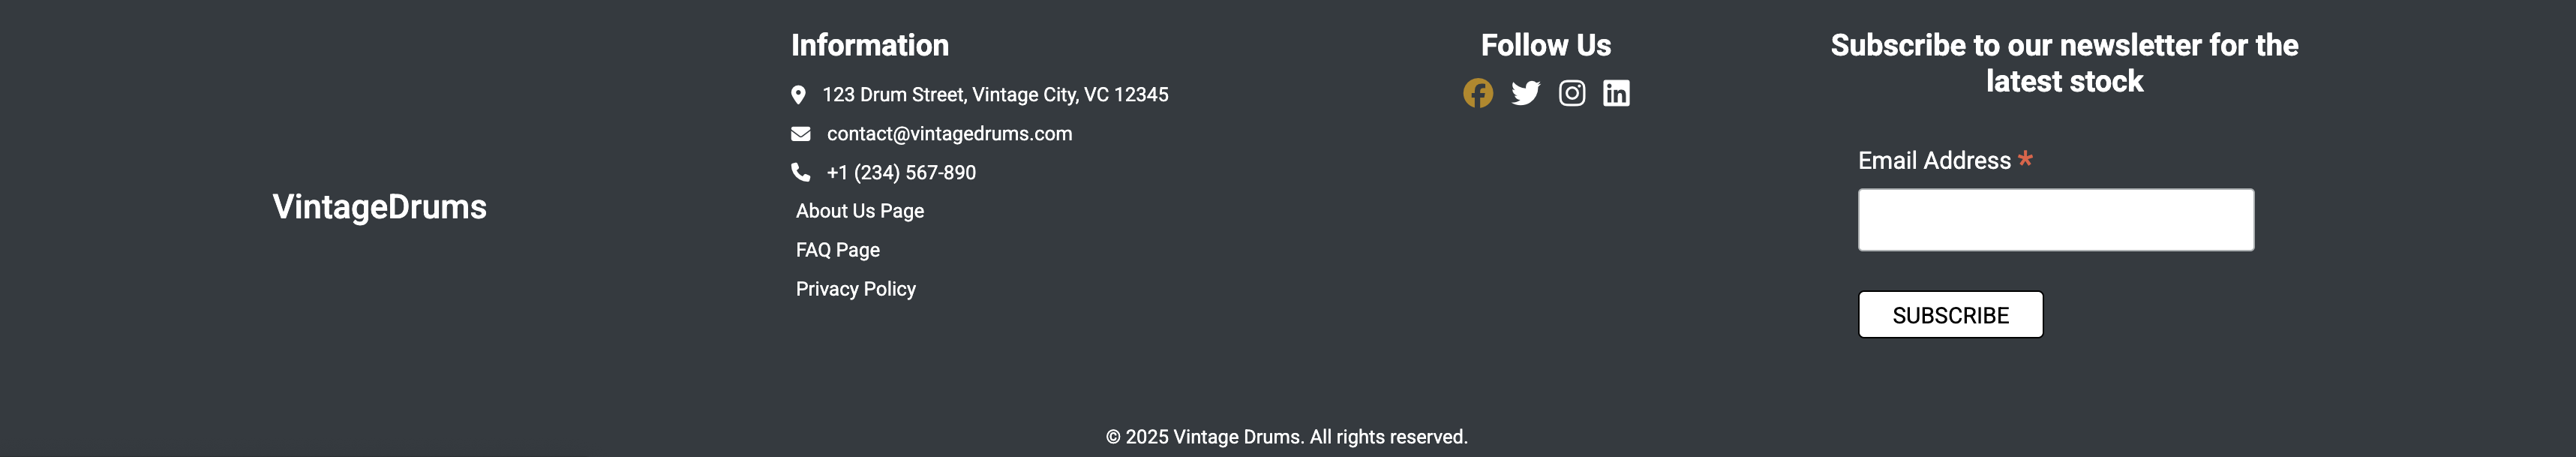 VintageDrums
Information
123 Drum Street, Vintage City, VC 12345
contact@vintagedrums.com
+1 (234) 567-890
About Us Page
FAQ Page
Privacy Policy
Follow Us
Subscribe to our newsletter for the
latest stock
Email Address *
SUBSCRIBE
© 2025 Vintage Drums. All rights reserved.